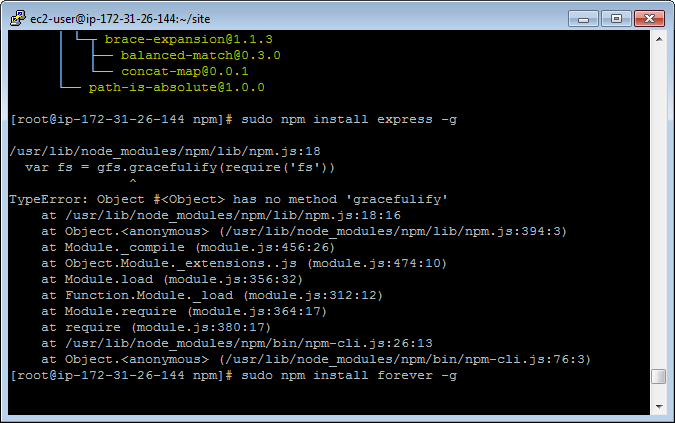 ec2-user@ip-172-31-26-144:~/site
brace-expansion@1.1.3
balanced-match@0.3.0
concat-map@0.0.1
path-is-absolute@1.0.0
[root@ip-172-31-26-144 npm]# sudo npm install express -g
/usr/lib/node_modules/npm/lib/npm.js:18
  var fs = gfs.gracefulify(require('fs'))
               ^
TypeError: Object #<Object> has no method 'gracefulify'
    at /usr/lib/node_modules/npm/lib/npm.js:18:16
    at Object.<anonymous> (/usr/lib/node_modules/npm/lib/npm.js:394:3)
    at Module._compile (module.js:456:26)
    at Object.Module._extensions..js (module.js:474:10)
    at Module.load (module.js:356:32)
    at Function.Module._load (module.js:312:12)
    at Module.require (module.js:364:17)
    at require (module.js:380:17)
    at /usr/lib/node_modules/npm/bin/npm-cli.js:26:13
    at Object.<anonymous> (/usr/lib/node_modules/npm/bin/npm-cli.js:76:3)
[root@ip-172-31-26-144 npm]# sudo npm install forever -g